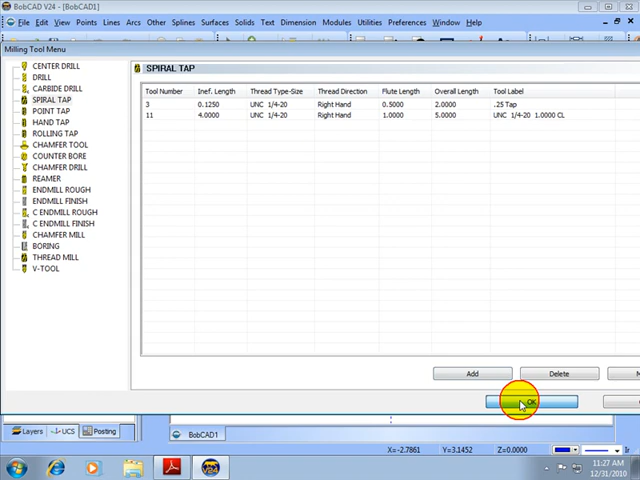 BobCAD V24 - [BobCAD1]
File Edit View Points Lines Arcs Other Splines Surfaces Solids Dimension Modules Utilities Preferences Window Help
Milling Tool Menu
CENTER DRILL
DRILL
CARBIDE DRILL
SPIRAL TAP
POINT TAP
HAND TAP
ROLLING TAP
CHAMFER TOOL
COUNTER BORE
CHAMFER DRILL
REAMER
ENDMILL ROUGH
ENDMILL FINISH
C ENDMILL ROUGH
C ENDMILL FINISH
CHAMFER MILL
BORING
THREAD MILL
V-TOOL
SPIRAL TAP
Tool Number Inef. Length Thread Type-Size Thread Direction Flute Length Overall Length Tool Label
3 0.1250 UNC 1/4-20 Right Hand 0.5000 2.0000 .25 Tap
11 4.0000 UNC 1/4-20 Right Hand 1.0000 5.0000 UNC 1/4-20 1.0000 CL
Add Delete M
OK
Layers UCS Posting
BobCAD1
X=-2.7861 Y=3.1452 Z=0.0000
V24
11:27 AM
12/31/2010